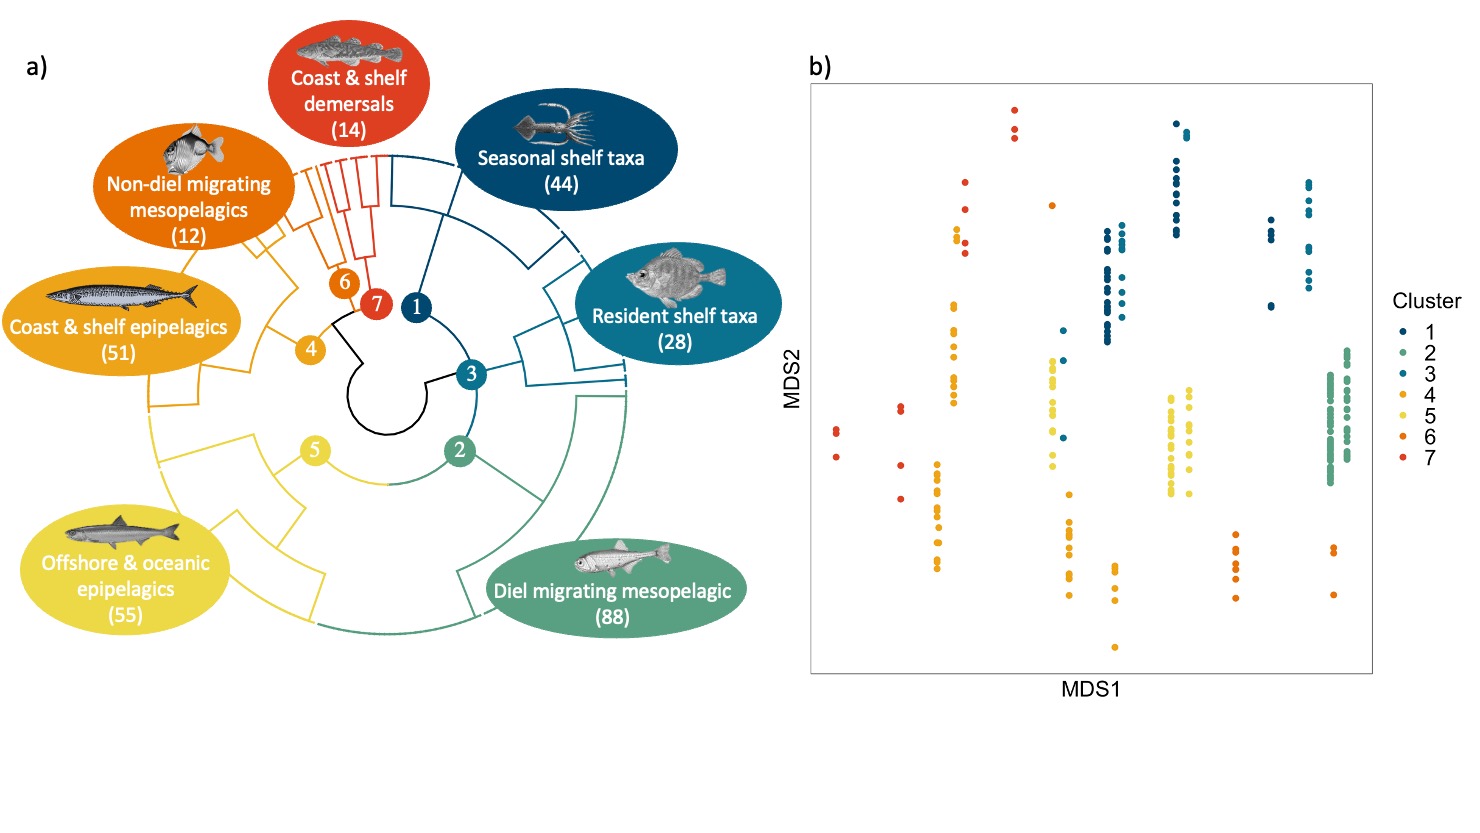 a)
Coast & shelf
demersals
(14)
Seasonal shelf taxa
(44)
Non-diel migrating
mesopelagics
(12)
Resident shelf taxa
(28)
Coast & shelf epipelagics
(51)
6
7
1
4
3
5
2
Offshore & oceanic
epipelagics
(55)
Diel migrating mesopelagic
(88)
b)
MDS2
MDS1
Cluster
1
2
3
4
5
6
7